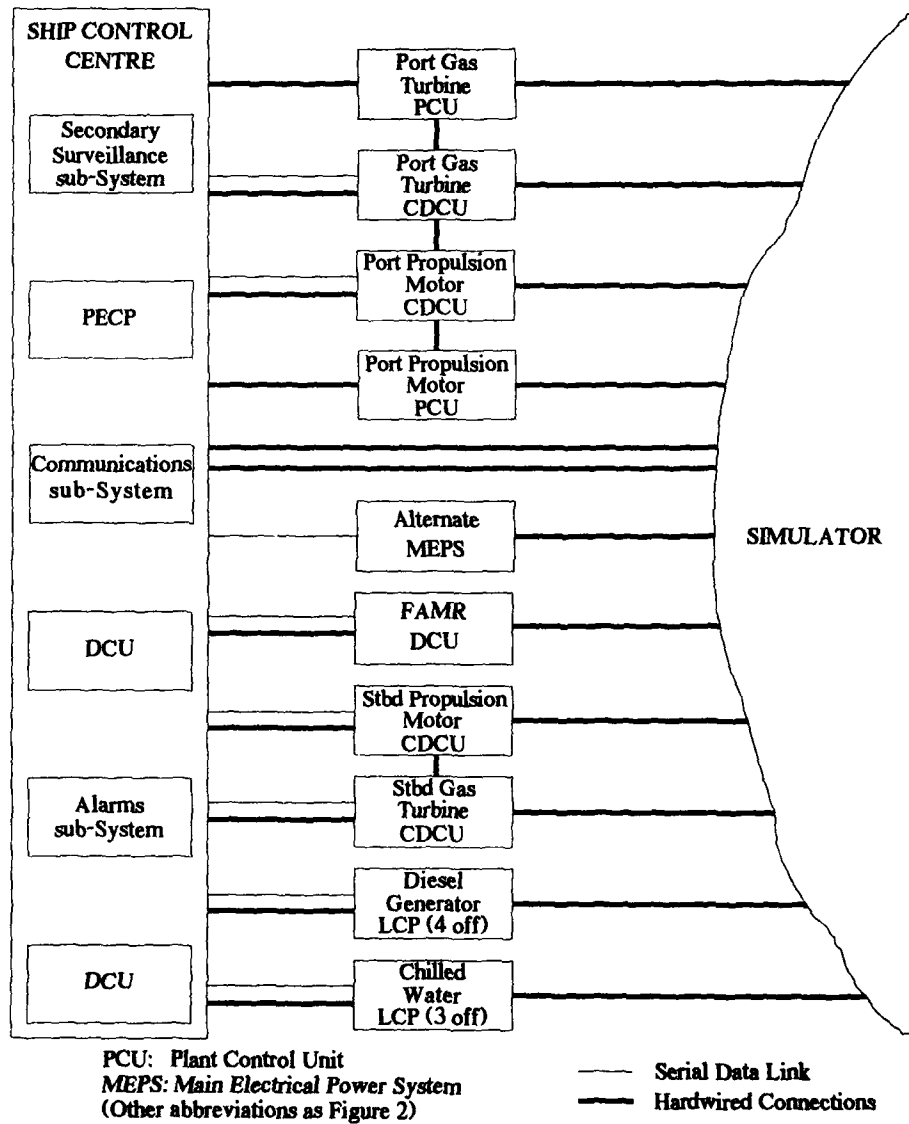 SHIP CONTROL
CENTRE
Secondary
Surveillance
sub-System
PECP
Communications
sub-System
DCU
Alarms
sub-System
DCU
Port Gas
Turbine
PCU
Port Gas
Turbine
CDCU
Port Propulsion
Motor
CDCU
Port Propulsion
Motor
PCU
Alternate
MEPS
FAMR
DCU
Stbd Propulsion
Motor
CDCU
Stbd Gas
Turbine
CDCU
Diesel
Generator
LCP (4 off)
Chilled
Water
LCP (3 off)
SIMULATOR
PCU: Plant Control Unit
MEPS: Main Electrical Power System
(Other abbreviations as Figure 2)
Serial Data Link
Hardwired Connections